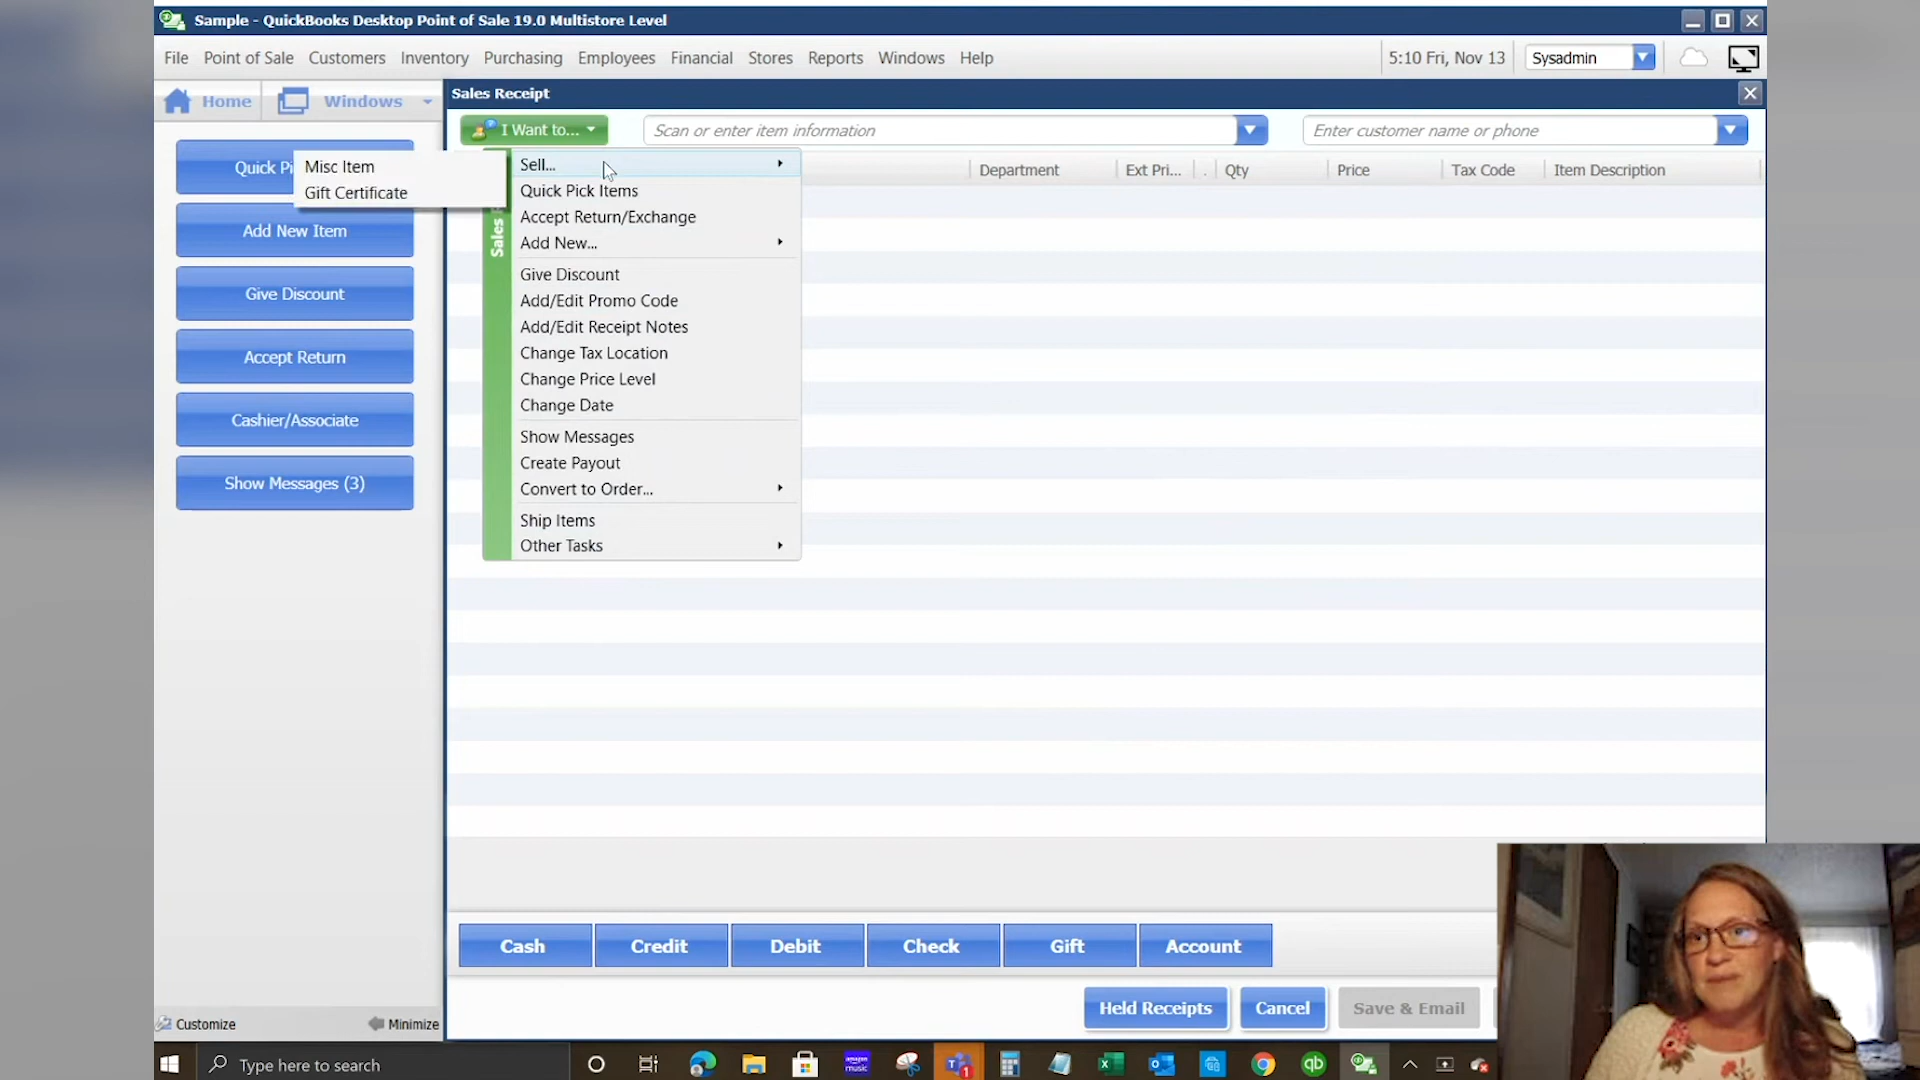 Sample - QuickBooks Desktop Point of Sale 19.0 Multistore Level
File Point of Sale Customers Inventory Purchasing Employees Financial Stores Reports Windows Help
5:10 Fri, Nov 13 Sysadmin
Home Windows
Sales Receipt
I Want to...
Scan or enter item information
Enter customer name or phone
Department Ext Pri... . Qty Price Tax Code Item Description
Quick Pi
Misc Item
Gift Certificate
Add New Item
Give Discount
Accept Return
Cashier/Associate
Show Messages (3)
Sales
Sell...
Quick Pick Items
Accept Return/Exchange
Add New...
Give Discount
Add/Edit Promo Code
Add/Edit Receipt Notes
Change Tax Location
Change Price Level
Change Date
Show Messages
Create Payout
Convert to Order...
Ship Items
Other Tasks
Cash Credit Debit Check Gift Account
Held Receipts Cancel Save & Email
Customize Minimize
Type here to search
amazon music
1
qb